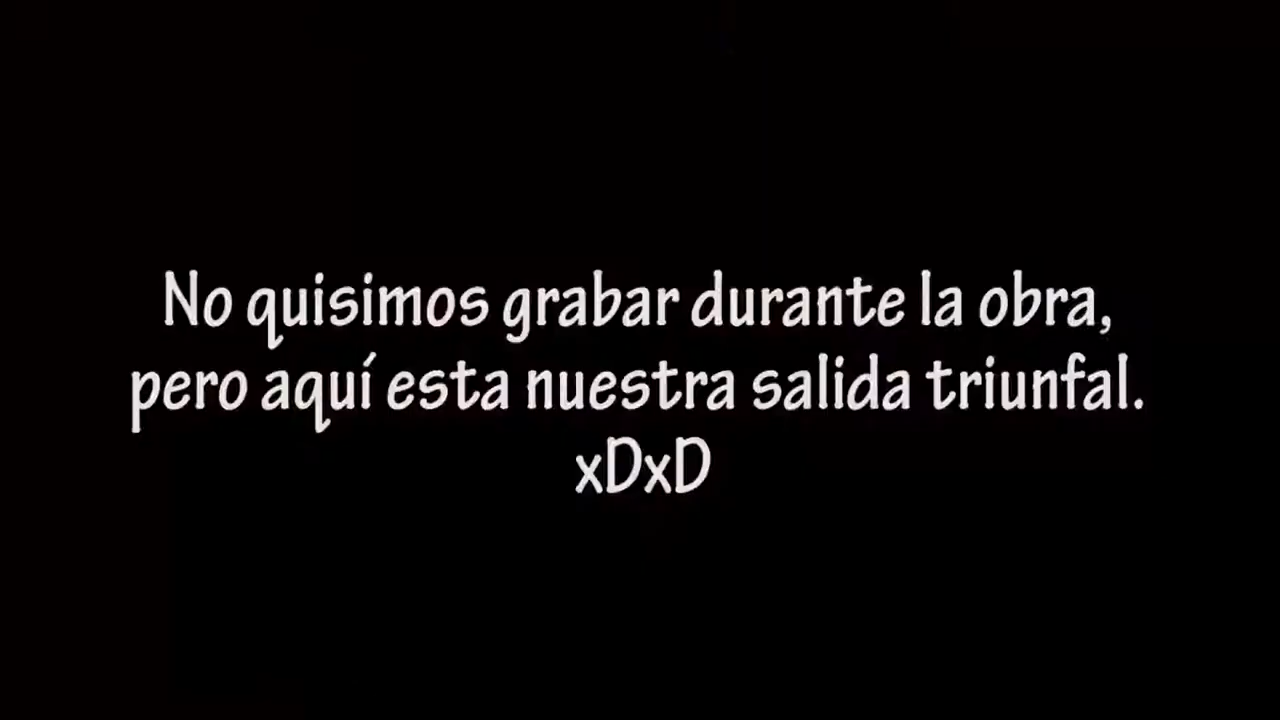 No quisimos grabar durante la obra,
pero aquí esta nuestra salida triunfal.
xDxD